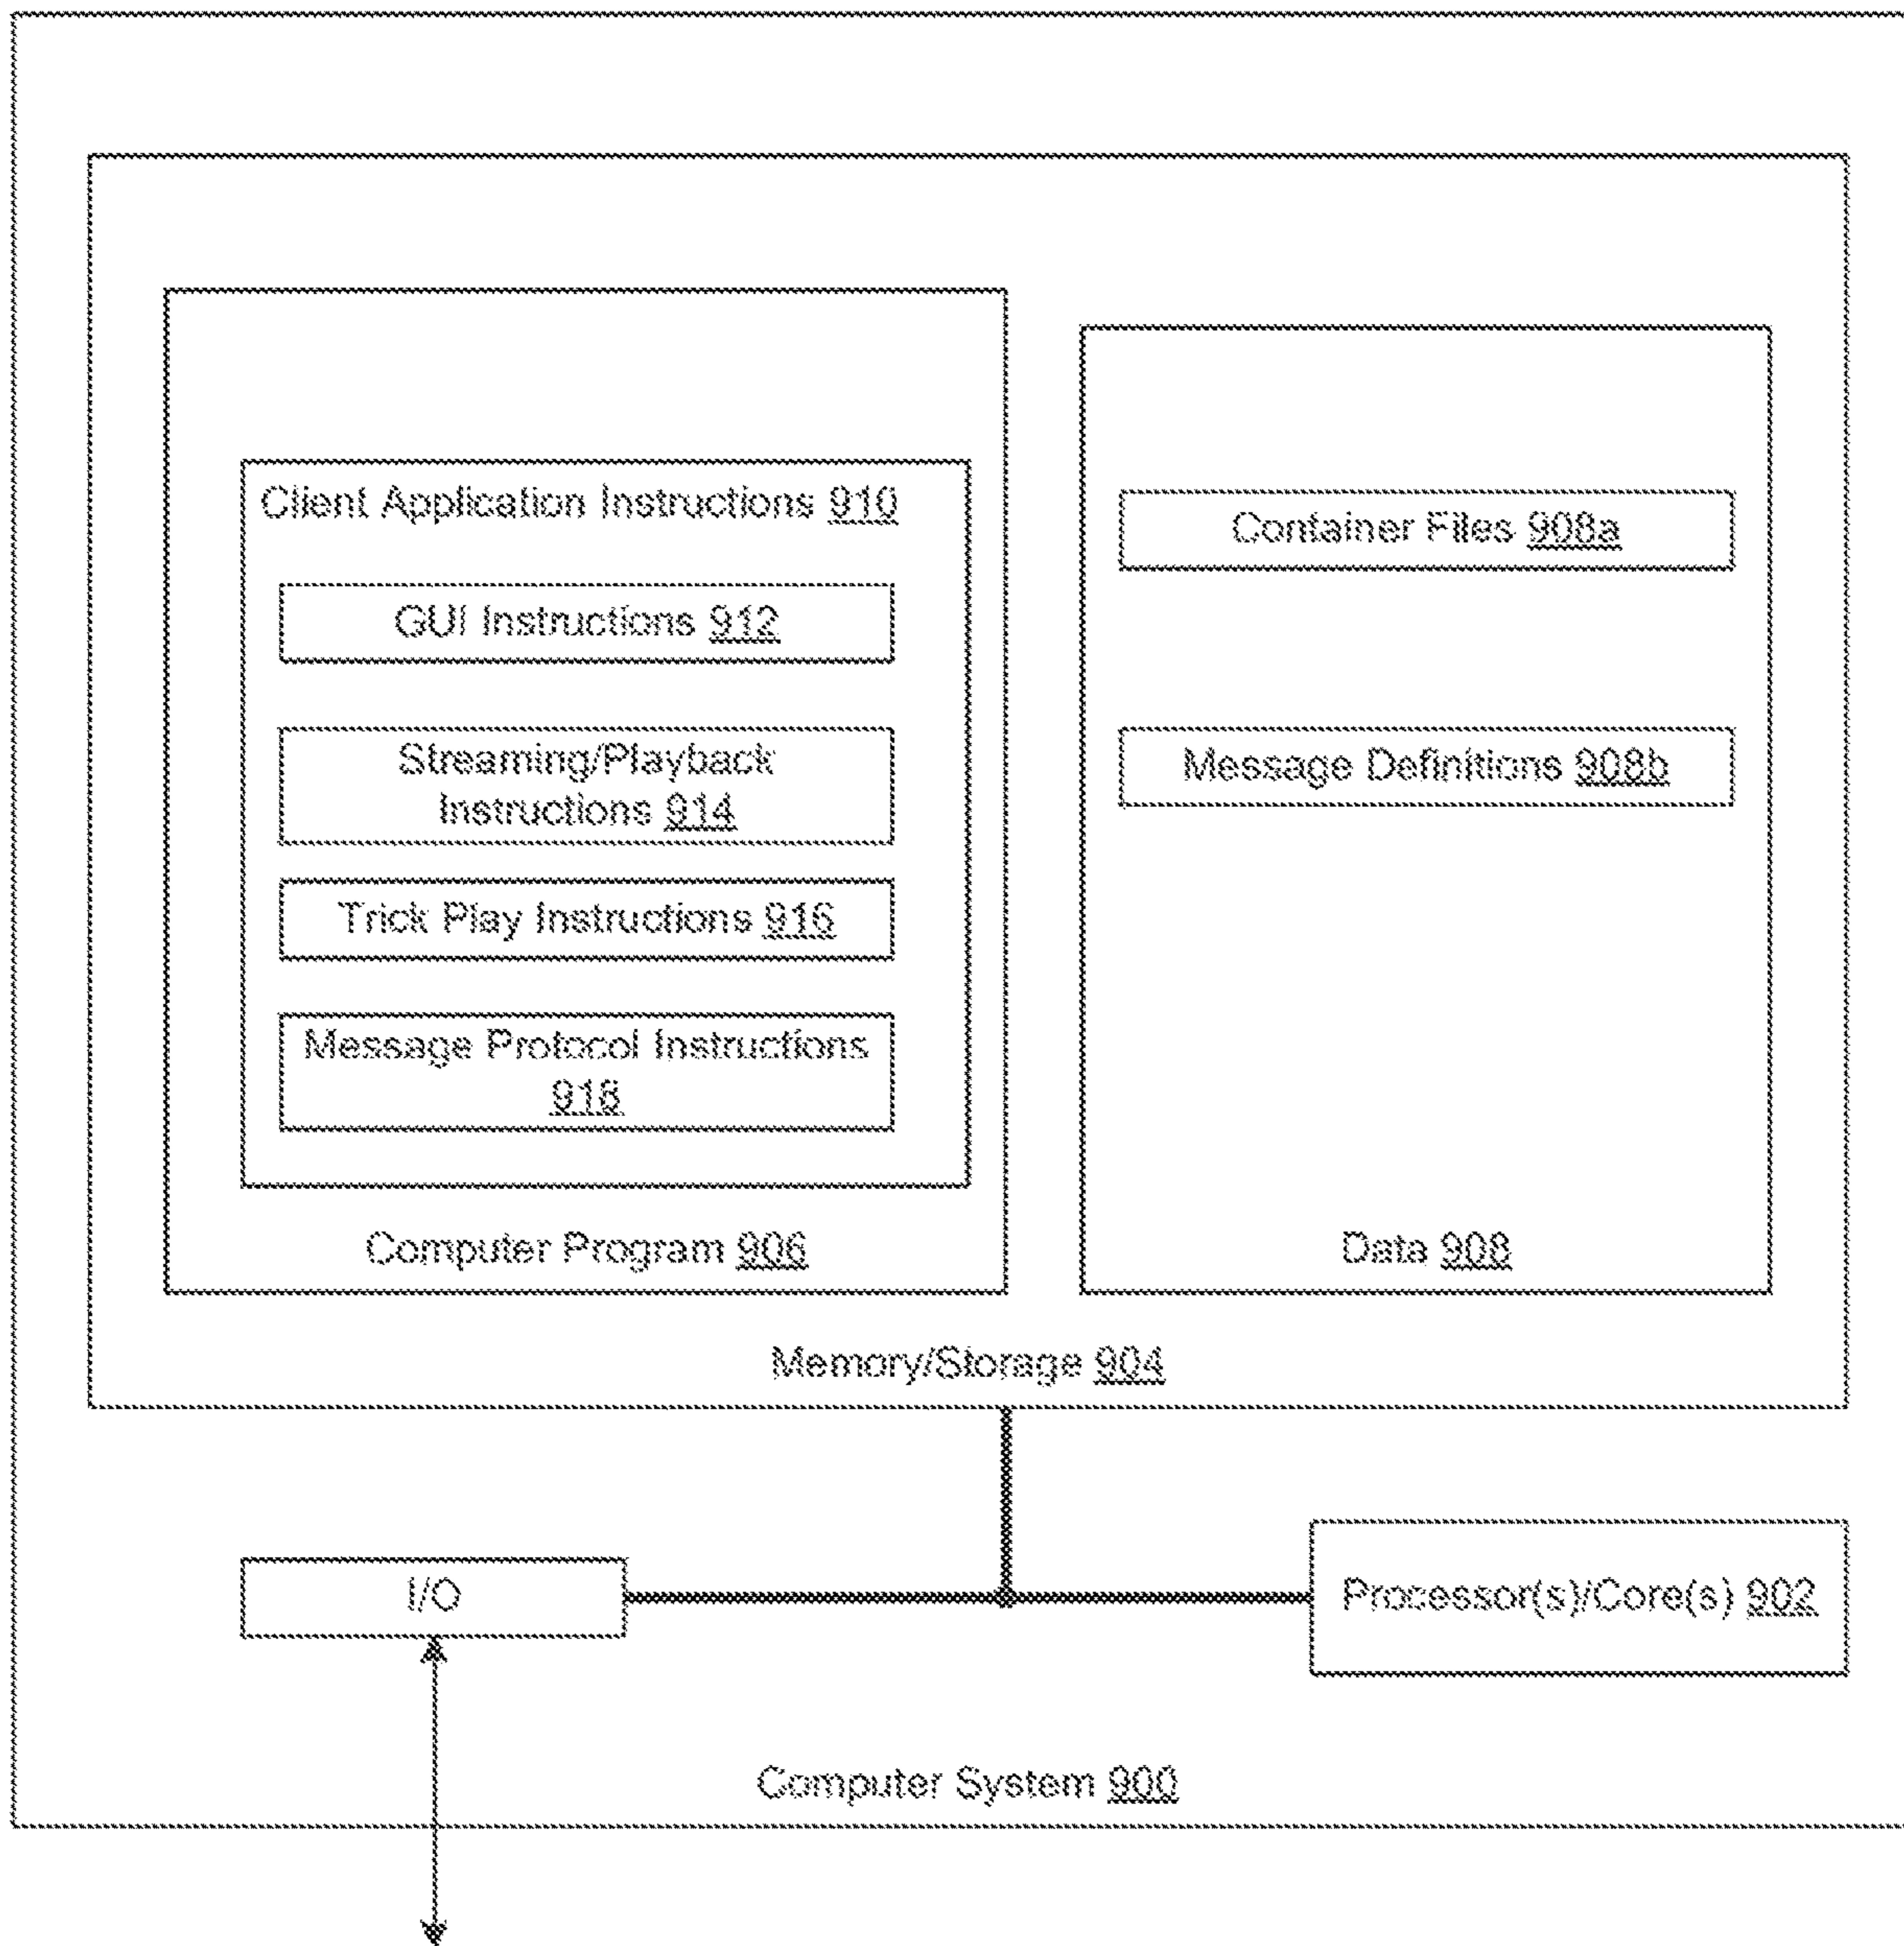 Client Application Instructions 910
GUI Instructions 912
Streaming/Playback
Instructions 914
Trick Play Instructions 916
Message Protocol Instructions
918
Computer Program 906
Container Files 908a
Message Definitions 908b
Data 908
Memory/Storage 904
I/O
Processor(s)/Core(s) 902
Computer System 900